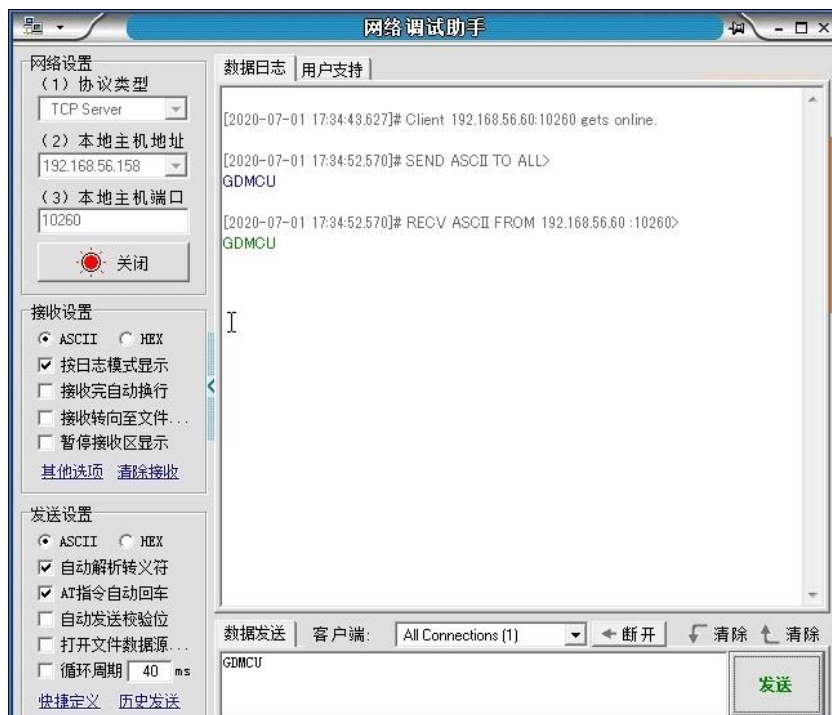 网络调试助手
网络设置
(1) 协议类型
TCP Server
(2) 本地主机地址
192.168.56.158
(3) 本地主机端口
10260
关闭
接收设置
ASCII HEX
按日志模式显示
接收完自动换行
接收转向至文件...
暂停接收区显示
其他选项 清除接收
发送设置
ASCII HEX
自动解析转义符
AT指令自动回车
自动发送校验位
打开文件数据源...
循环周期 40 ms
快捷定义 历史发送
数据日志 用户支持
[2020-07-01 17:34:43.627]# Client 192.168.56.60:10260 gets online.
[2020-07-01 17:34:52.570]# SEND ASCII TO ALL>
GDMCU
[2020-07-01 17:34:52.570]# RECV ASCII FROM 192.168.56.60 :10260>
GDMCU
数据发送 客户端: All Connections (1) 断开 清除 清除
GDMCU
发送